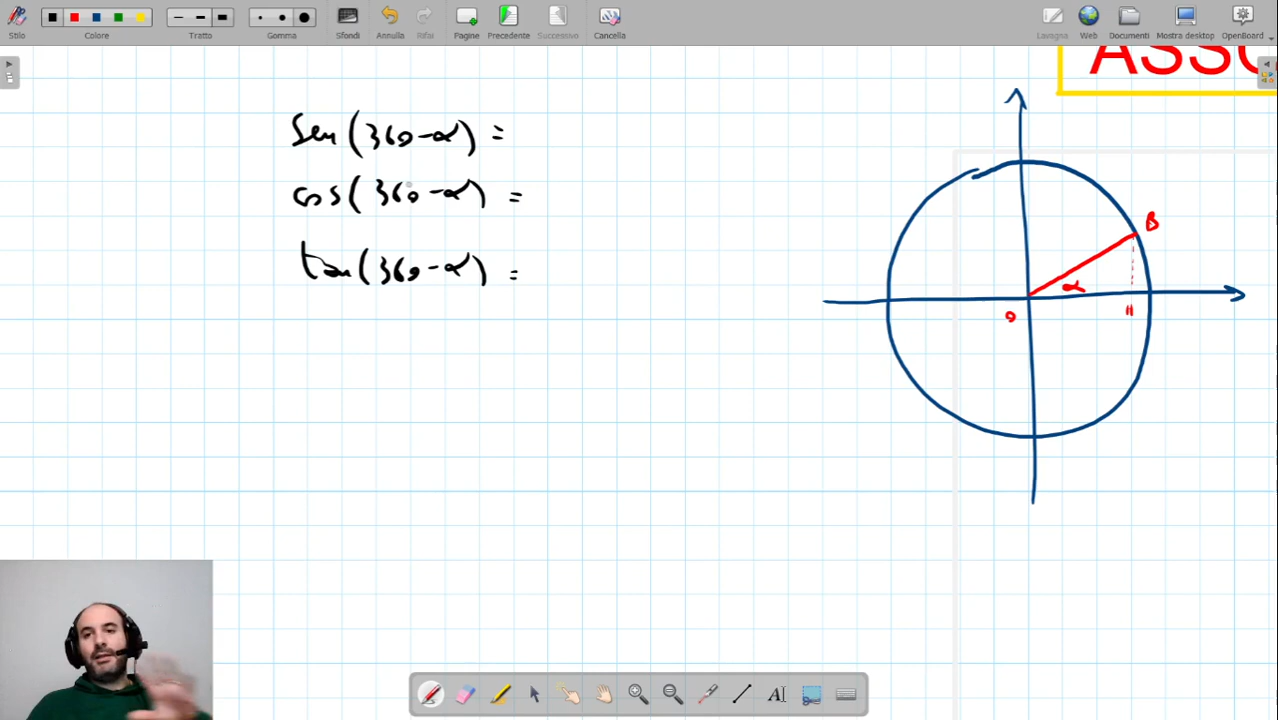 Stilo
Colore
Tratto
Gomma
Sfondi
Annulla
Rifai
Pagine
Precedente
Successivo
Cancella
Lavagna
Web
Documenti
Mostra desktop
OpenBoard
Sen(360-α) =
cos(360-α) =
tan(360-α) =
B
α
O
H